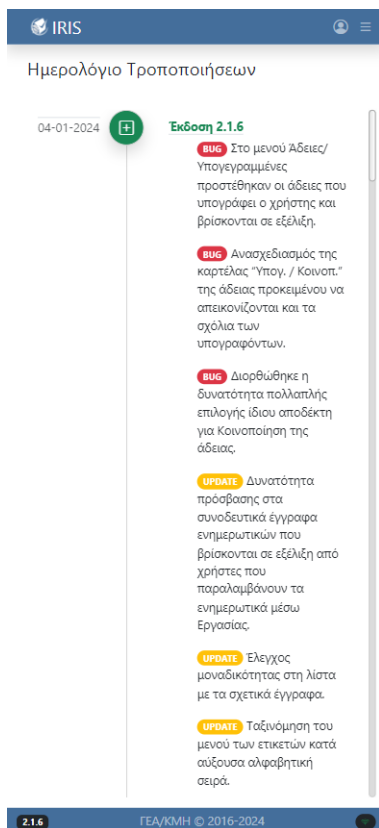 IRIS
Ημερολόγιο Τροποποιήσεων
04-01-2024
Έκδοση 2.1.6
BUG Στο μενού Άδειες/
Υπογεγραμμένες
προστέθηκαν οι άδειες που
υπογράφει ο χρήστης και
βρίσκονται σε εξέλιξη.
BUG Ανασχεδιασμός της
καρτέλας "Υπογ. / Κοινοπ."
της άδειας προκειμένου να
απεικονίζονται και τα
σχόλια των
υπογραφόντων.
BUG Διορθώθηκε η
δυνατότητα πολλαπλής
επιλογής ίδιου αποδέκτη
για Κοινοποίηση της
άδειας.
UPDATE Δυνατότητα
πρόσβασης στα
συνοδευτικά έγγραφα
ενημερωτικών που
βρίσκονται σε εξέλιξη από
χρήστες που
παραλαμβάνουν τα
ενημερωτικά μέσω
Εργασίας.
UPDATE Έλεγχος
μοναδικότητας στη λίστα
με τα σχετικά έγγραφα.
UPDATE Ταξινόμηση του
μενού των ετικετών κατά
αύξουσα αλφαβητική
σειρά.
2.1.6
ΓΕΑ/ΚΜΗ © 2016-2024